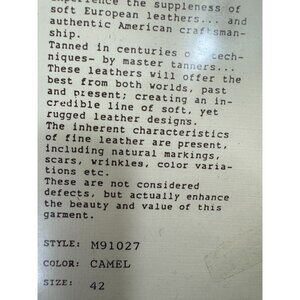 experience the suppleness of
soft European leathers... and
authentic American craftsman-
ship.
Tanned in centuries o tech-
niques- by master tanners...
These leathers will offer the
best from both worlds, past
and present; creating an in-
credible line of soft, yet
rugged leather designs.
The inherent characteristics
of fine leather are present,
including natural markings,
scars, wrinkles, color varia-
tions etc.
These are not considered
defects, but actually enhance
the beauty and value of this
garment.
STYLE: M91027
COLOR: CAMEL
SIZE: 42